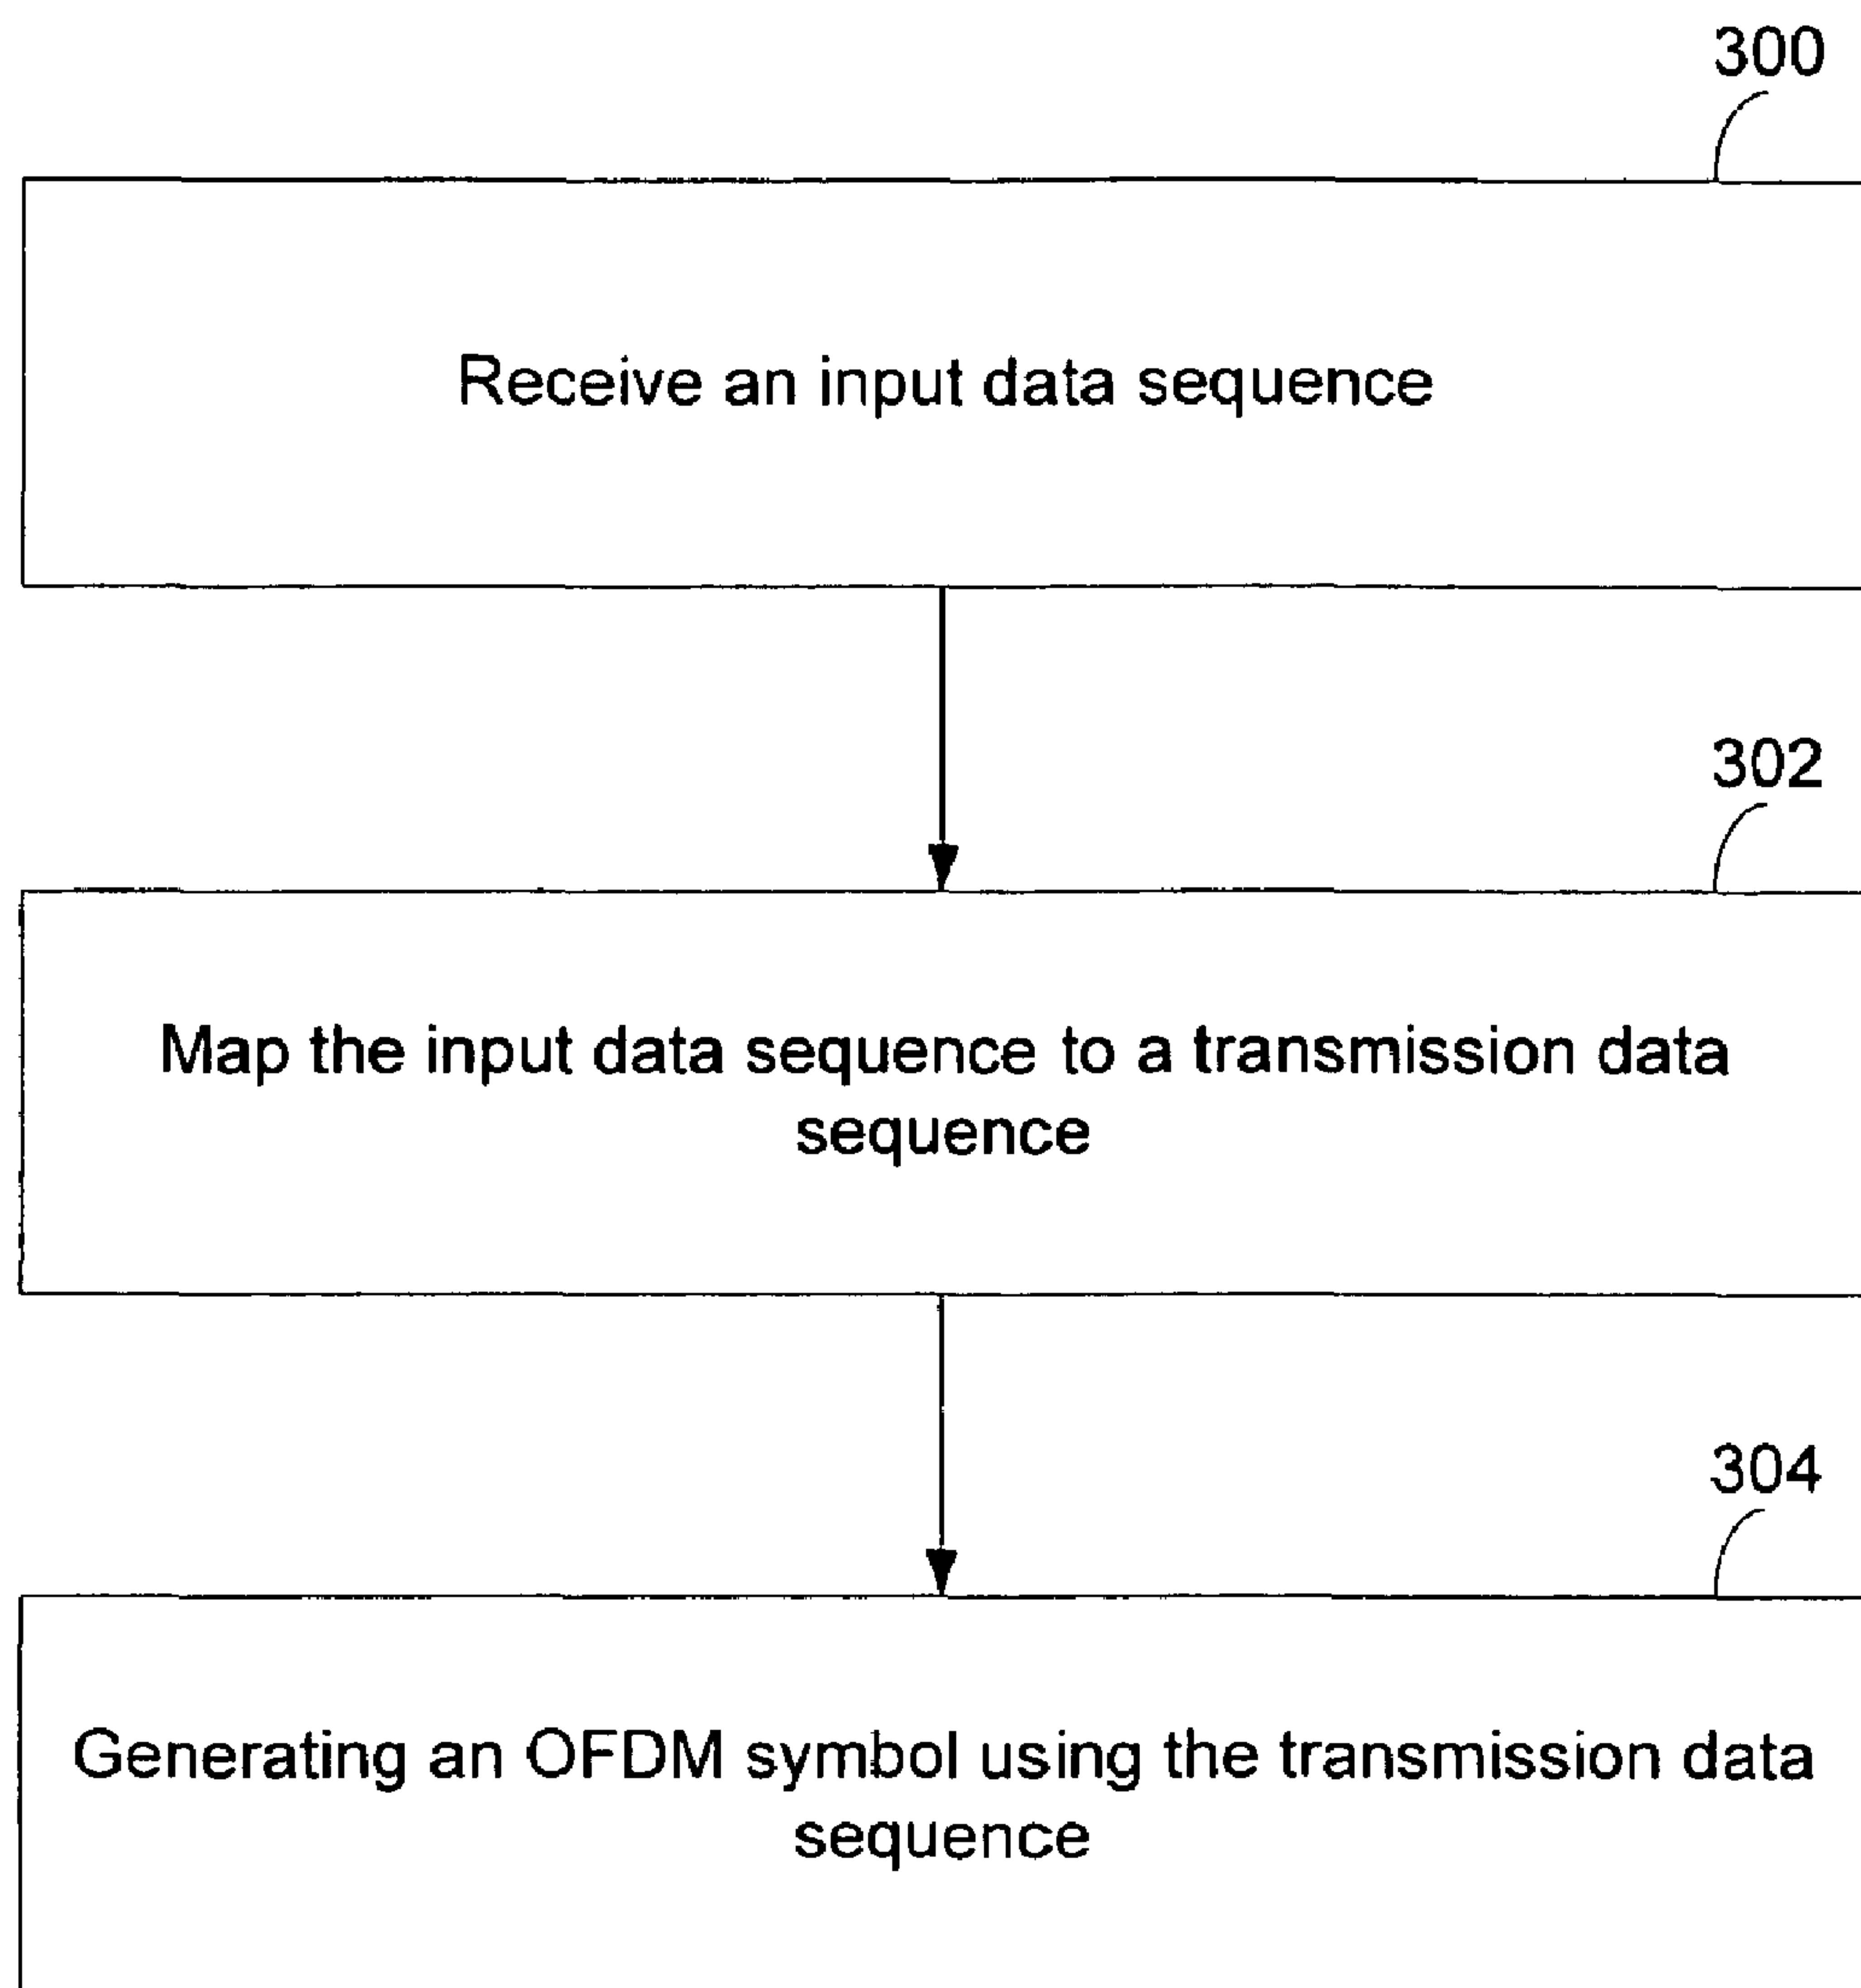 300
Receive an input data sequence
302
Map the input data sequence to a transmission data
sequence
304
Generating an OFDM symbol using the transmission data
sequence